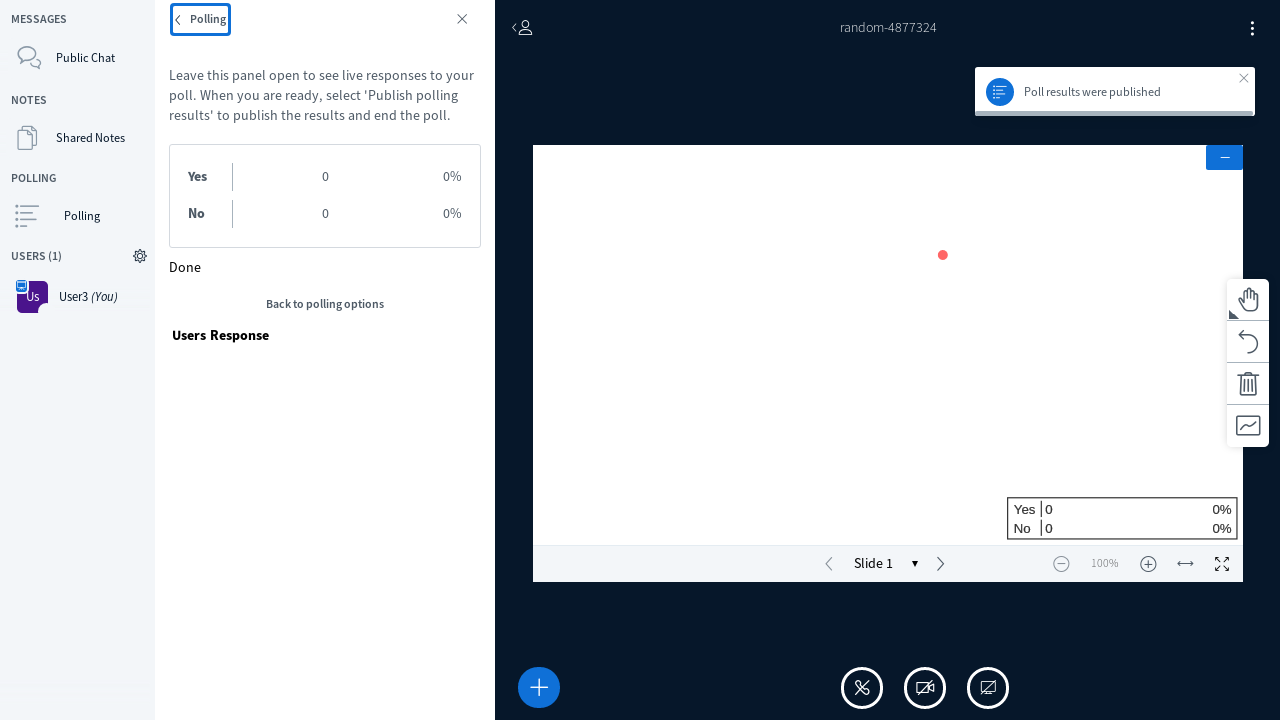 MESSAGES
Public Chat
NOTES
Shared Notes
POLLING
Polling
USERS (1)
Us
User3 (You)
Polling
Leave this panel open to see live responses to your
poll. When you are ready, select 'Publish polling
results' to publish the results and end the poll.
Yes 0 0%
No 0 0%
Done
Back to polling options
Users Response
random-4877324
Poll results were published
Yes 0 0%
No 0 0%
Slide 1
100%